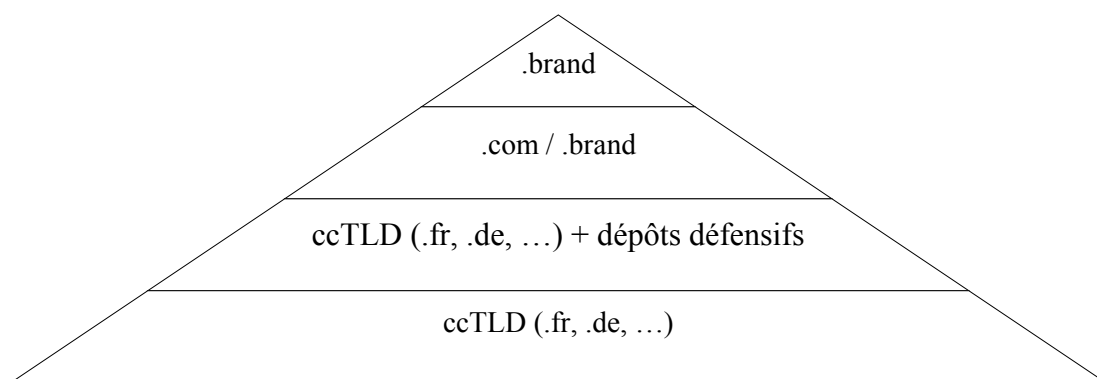 .brand
.com / .brand
ccTLD (.fr, .de, …) + dépôts défensifs
ccTLD (.fr, .de, …)